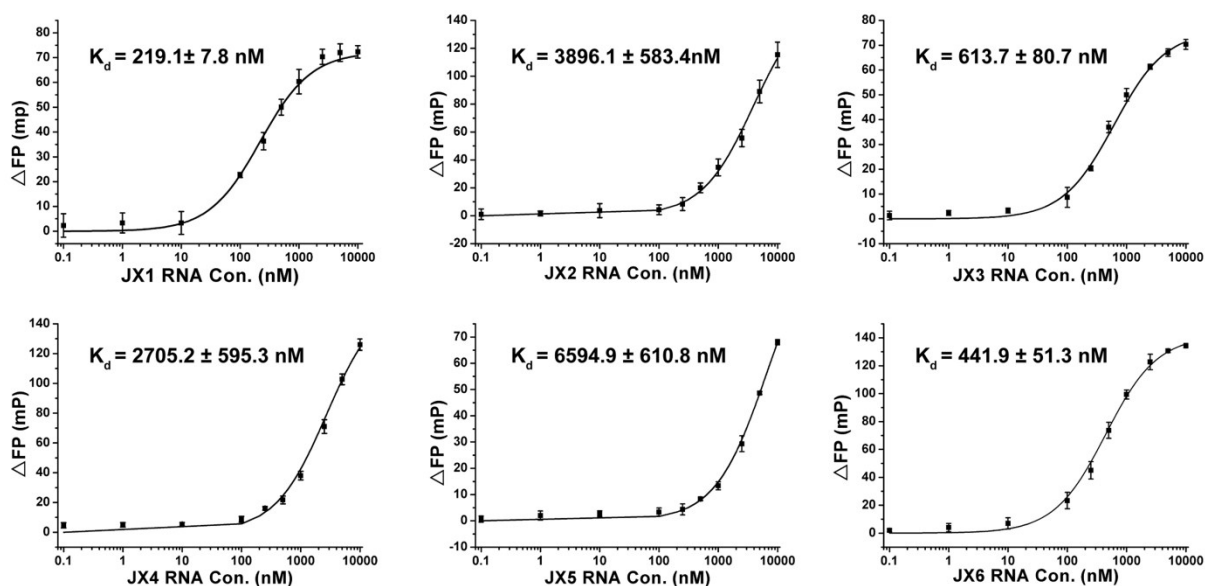 K_d = 219.1± 7.8 nM
△FP (mp)
80
70
60
50
40
30
20
10
0
-10
0.1 1 10 100 1000 10000
JX1 RNA Con. (nM)
K_d = 3896.1 ± 583.4nM
△FP (mP)
140
120
100
80
60
40
20
0
-20
0.1 1 10 100 1000 10000
JX2 RNA Con. (nM)
K_d = 613.7 ± 80.7 nM
△FP (mP)
80
70
60
50
40
30
20
10
0
-10
0.1 1 10 100 1000 10000
JX3 RNA Con. (nM)
K_d = 2705.2 ± 595.3 nM
△FP (mP)
140
120
100
80
60
40
20
0
-20
0.1 1 10 100 1000 10000
JX4 RNA Con. (nM)
K_d = 6594.9 ± 610.8 nM
△FP (mP)
70
60
50
40
30
20
10
0
-10
0.1 1 10 100 1000 10000
JX5 RNA Con. (nM)
K_d = 441.9 ± 51.3 nM
△FP (mP)
140
120
100
80
60
40
20
0
0.1 1 10 100 1000 10000
JX6 RNA Con. (nM)